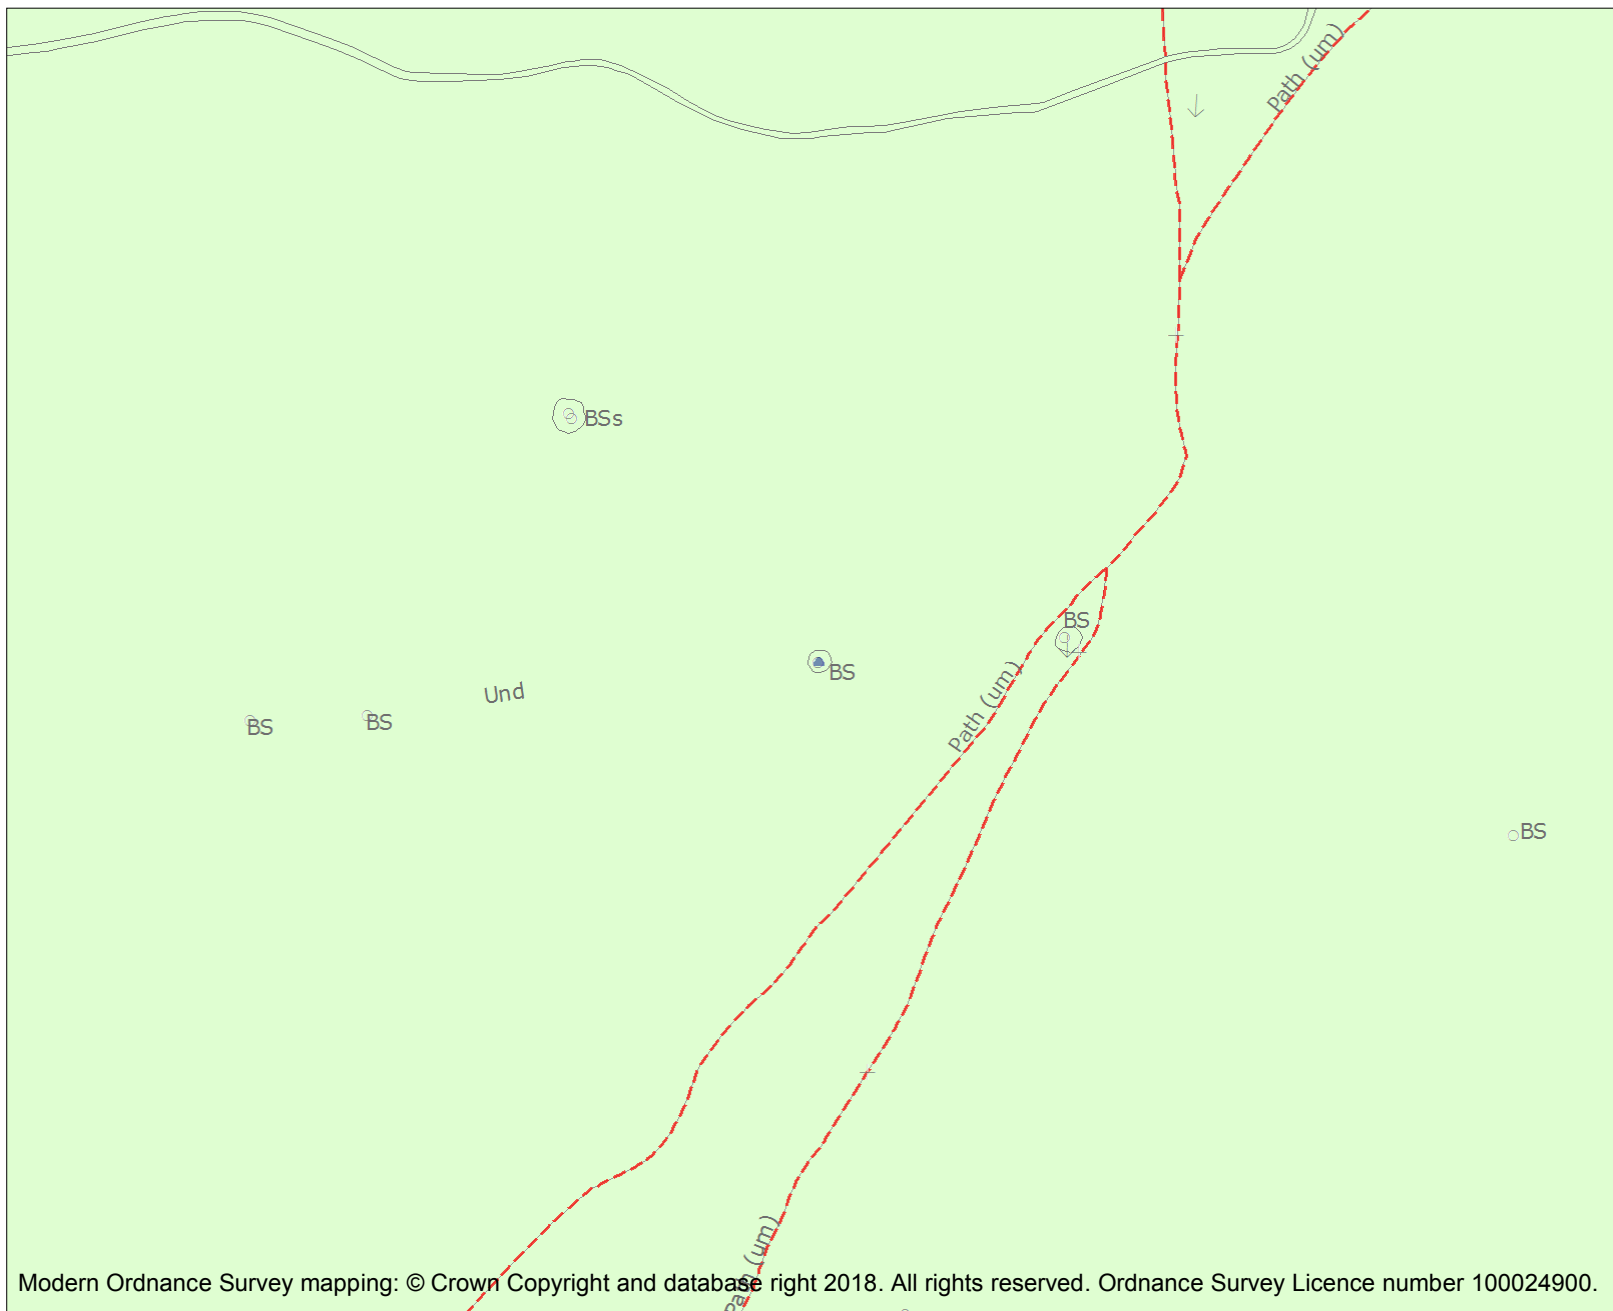 Path (um)
BSs
BS
BS
Path (um)
Und
BS
BS
BS
Path (um)
Modern Ordnance Survey mapping: © Crown Copyright and database right 2018. All rights reserved. Ordnance Survey Licence number 100024900.